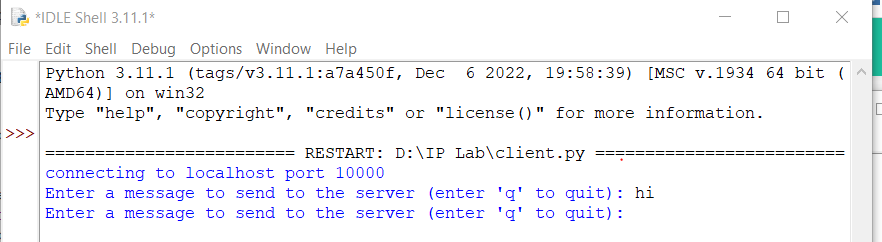 *IDLE Shell 3.11.1*
File Edit Shell Debug Options Window Help
Python 3.11.1 (tags/v3.11.1:a7a450f, Dec  6 2022, 19:58:39) [MSC v.1934 64 bit (
AMD64)] on win32
Type "help", "copyright", "credits" or "license()" for more information.
>>>
========================= RESTART: D:\IP Lab\client.py =========================
connecting to localhost port 10000
Enter a message to send to the server (enter 'q' to quit): hi
Enter a message to send to the server (enter 'q' to quit):